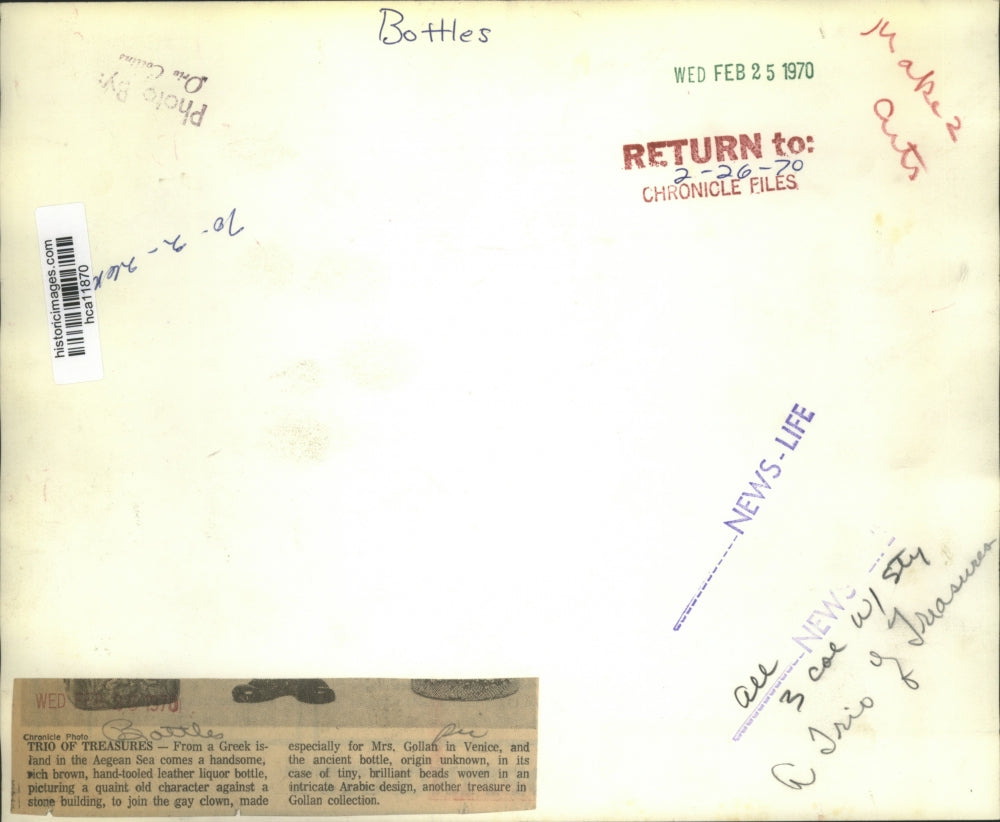 Bottles
Photo By:
WED FEB 25 1970
Make 2
Cuts
RETURN to:
2-26-70
CHRONICLE FILES
historicimages.com
hca11870
NEWS-LIFE
NEWS
all
3 col w/ sty
A Trio of Treasures
WED
1970
Bottles
Chronicle Photo
TRIO OF TREASURES — From a Greek is-
land in the Aegean Sea comes a handsome,
rich brown, hand-tooled leather liquor bottle,
picturing a quaint old character against a
stone building, to join the gay clown, made
especially for Mrs. Gollan in Venice, and
the ancient bottle, origin unknown, in its
case of tiny, brilliant beads woven in an
intricate Arabic design, another treasure in
Gollan collection.